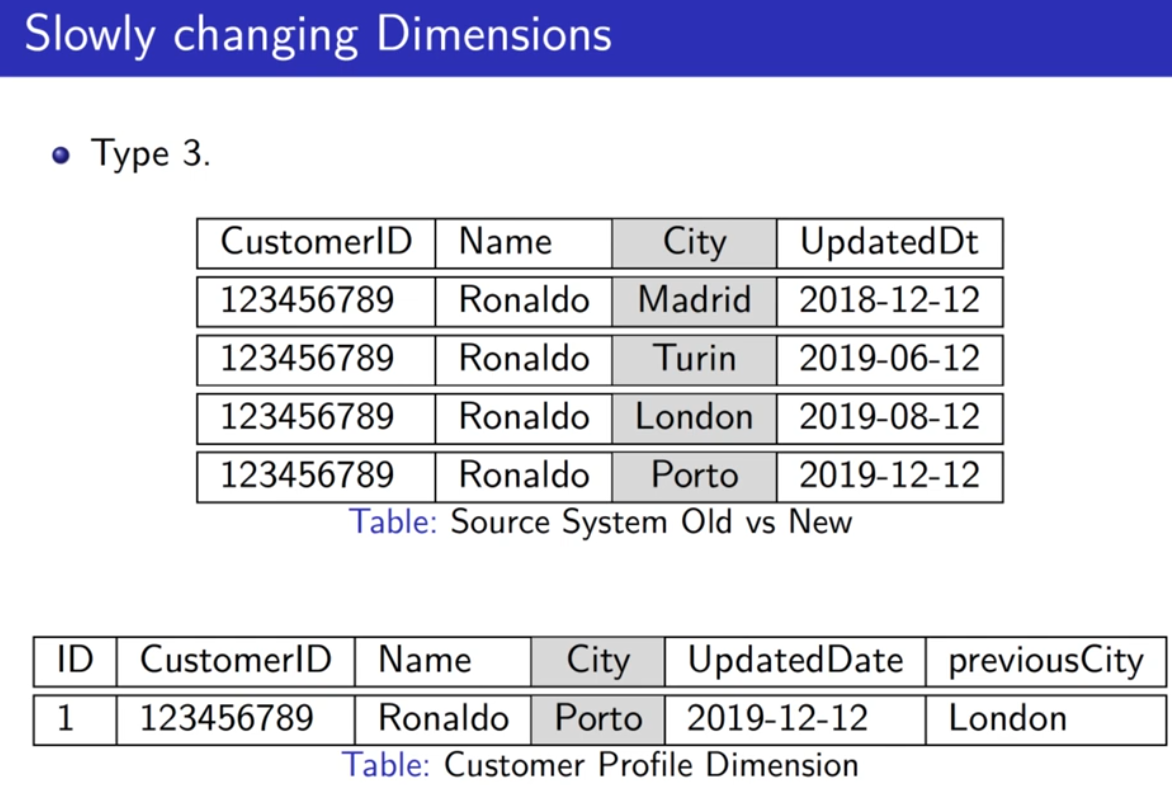 Slowly changing Dimensions
Type 3.
CustomerID Name City UpdatedDt
123456789 Ronaldo Madrid 2018-12-12
123456789 Ronaldo Turin 2019-06-12
123456789 Ronaldo London 2019-08-12
123456789 Ronaldo Porto 2019-12-12
Table: Source System Old vs New
ID CustomerID Name City UpdatedDate previousCity
1 123456789 Ronaldo Porto 2019-12-12 London
Table: Customer Profile Dimension